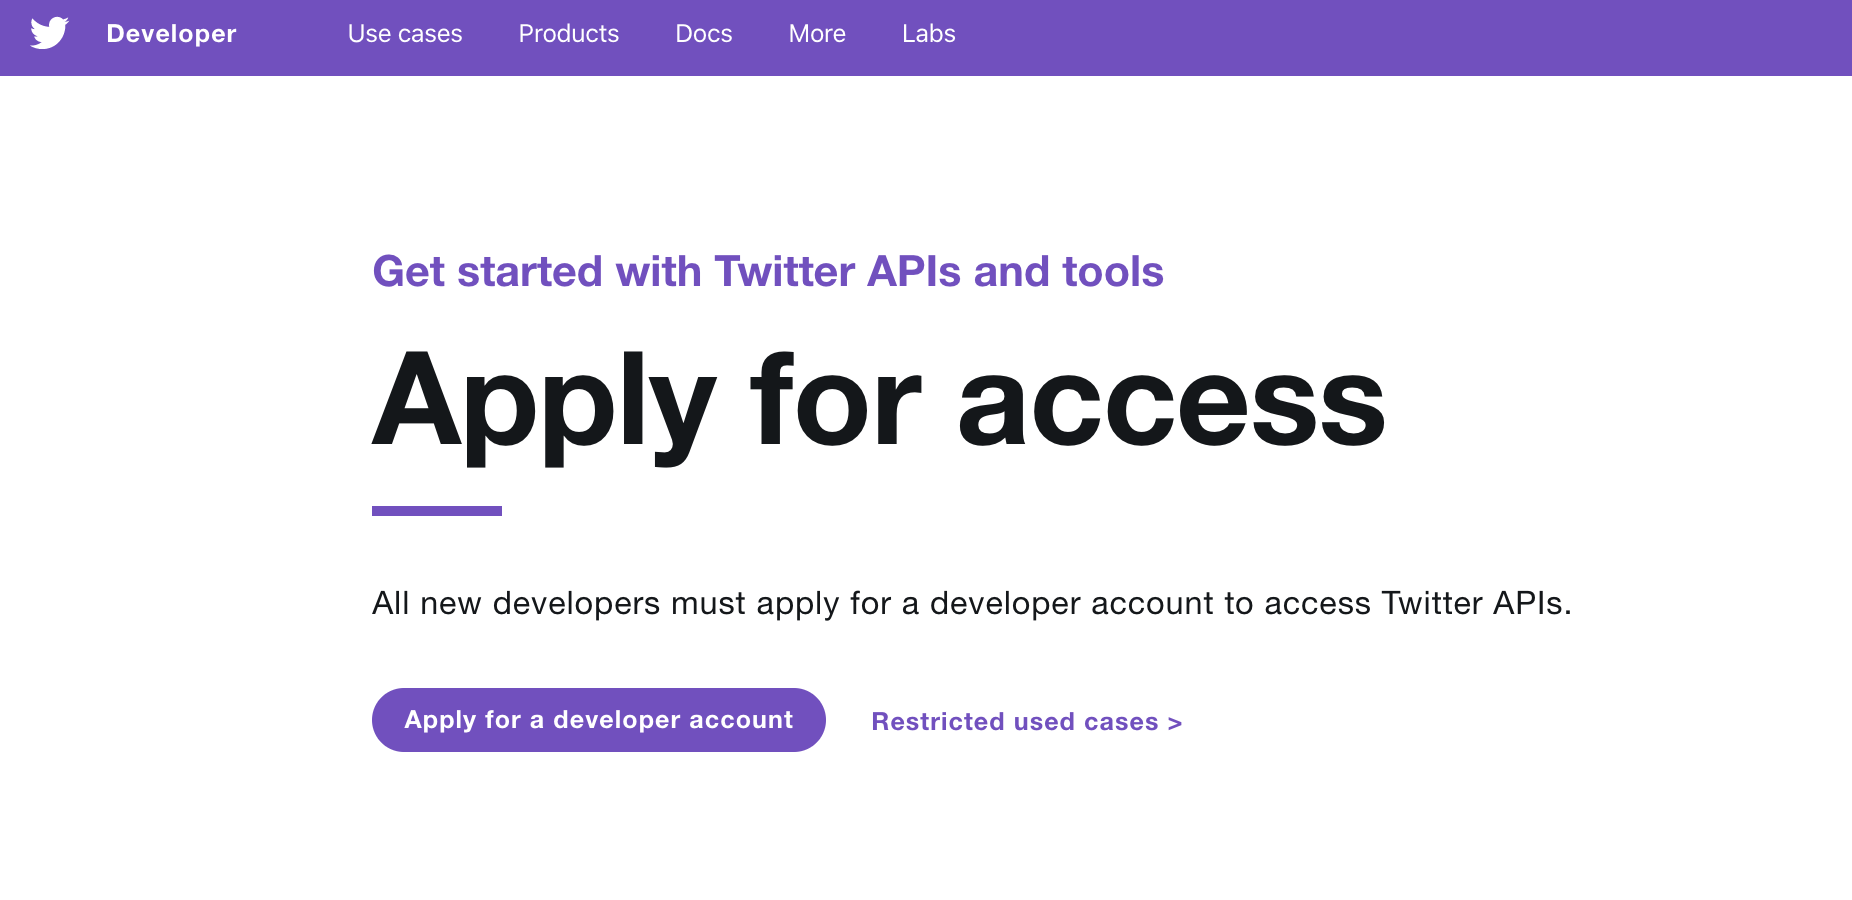 Developer Use cases Products Docs More Labs
Get started with Twitter APIs and tools
Apply for access
All new developers must apply for a developer account to access Twitter APIs.
Apply for a developer account Restricted used cases >